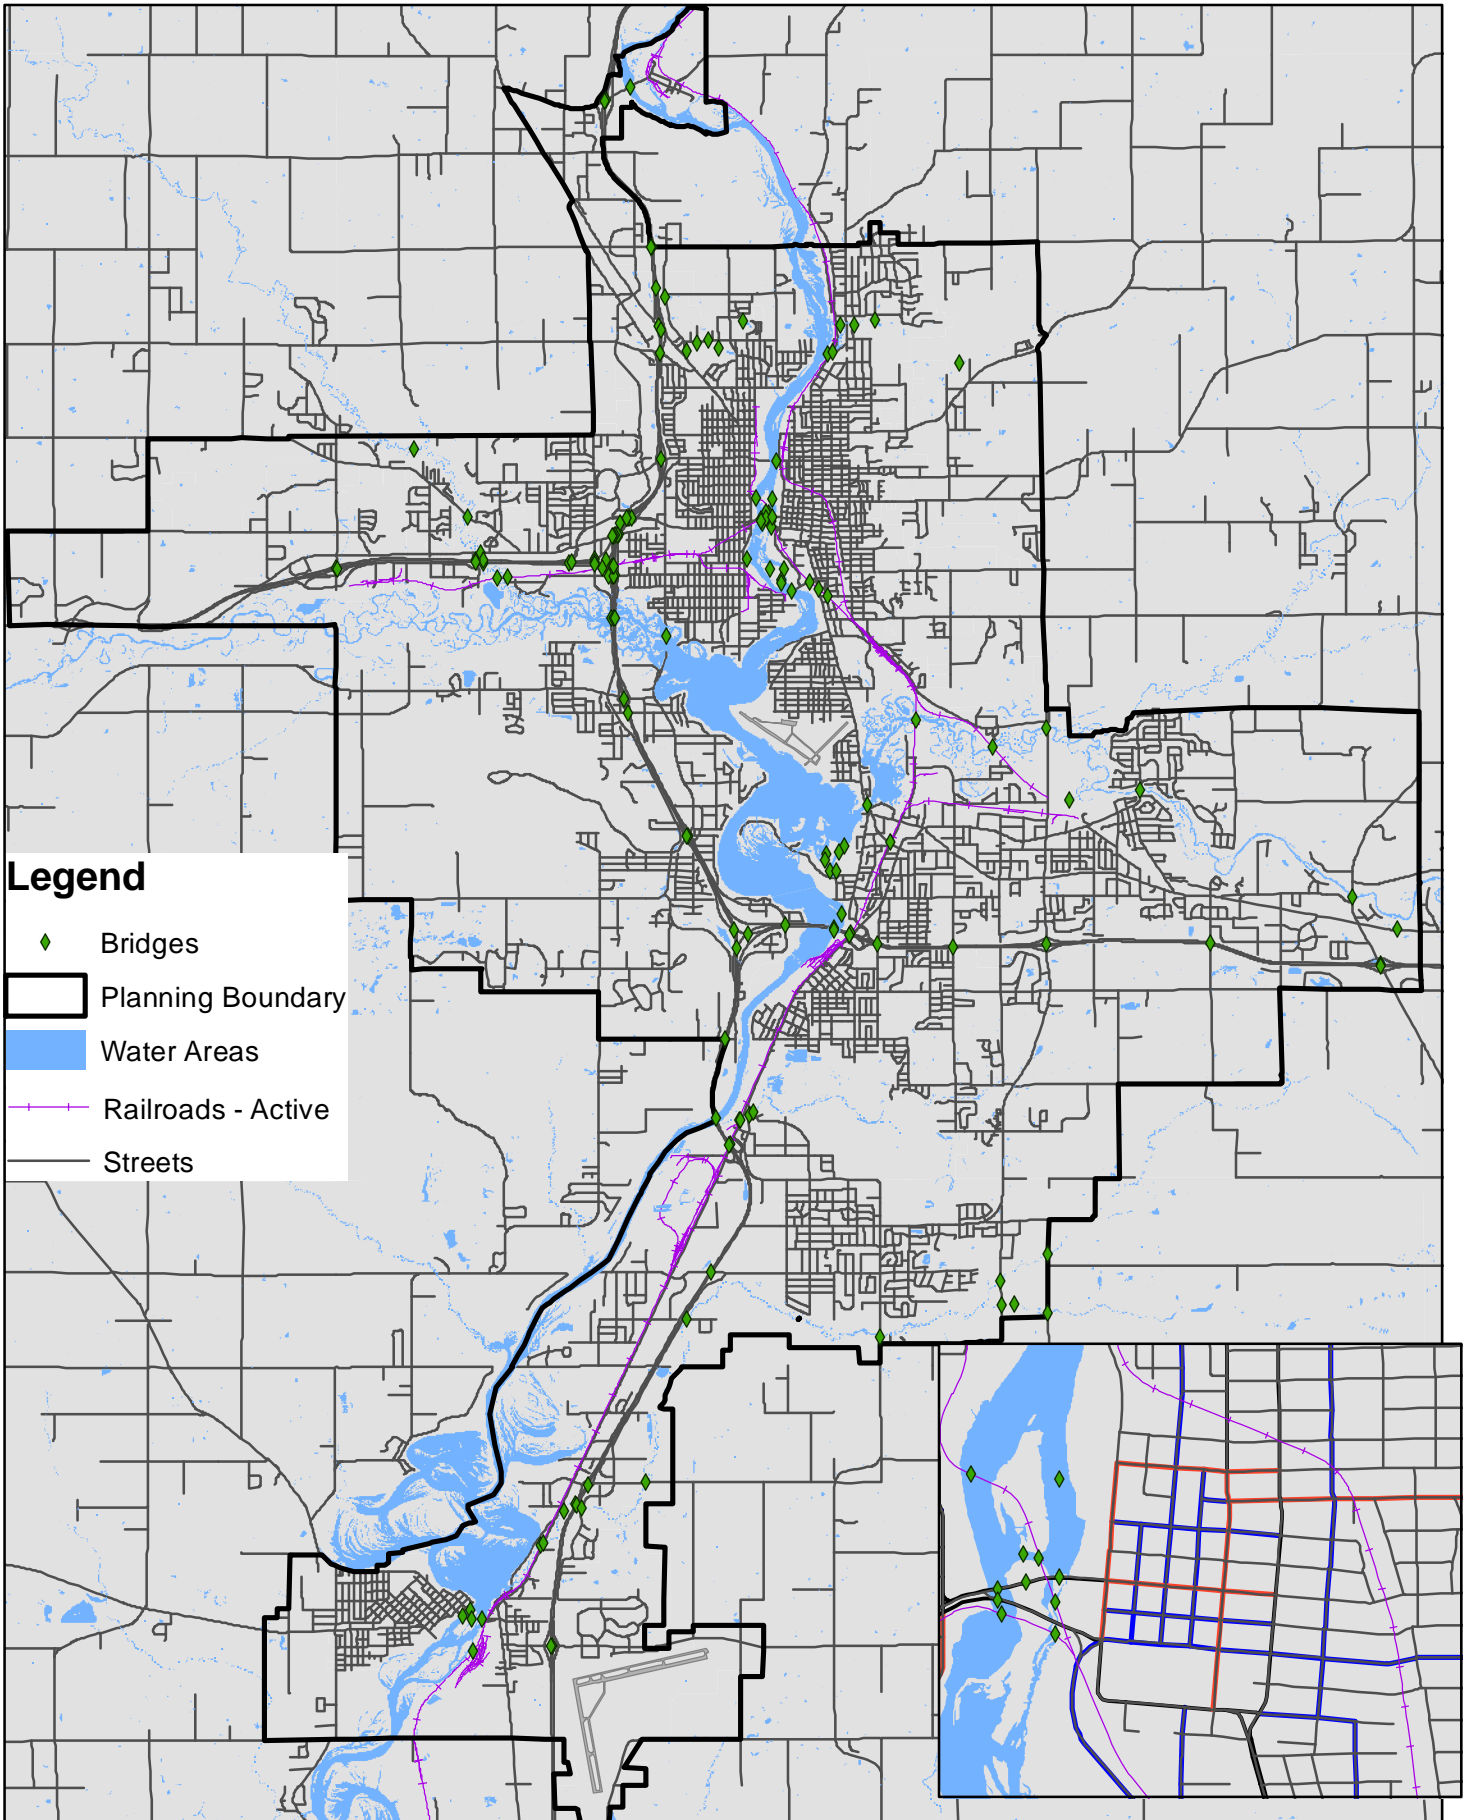 Legend
Bridges
Planning Boundary
Water Areas
Railroads - Active
Streets